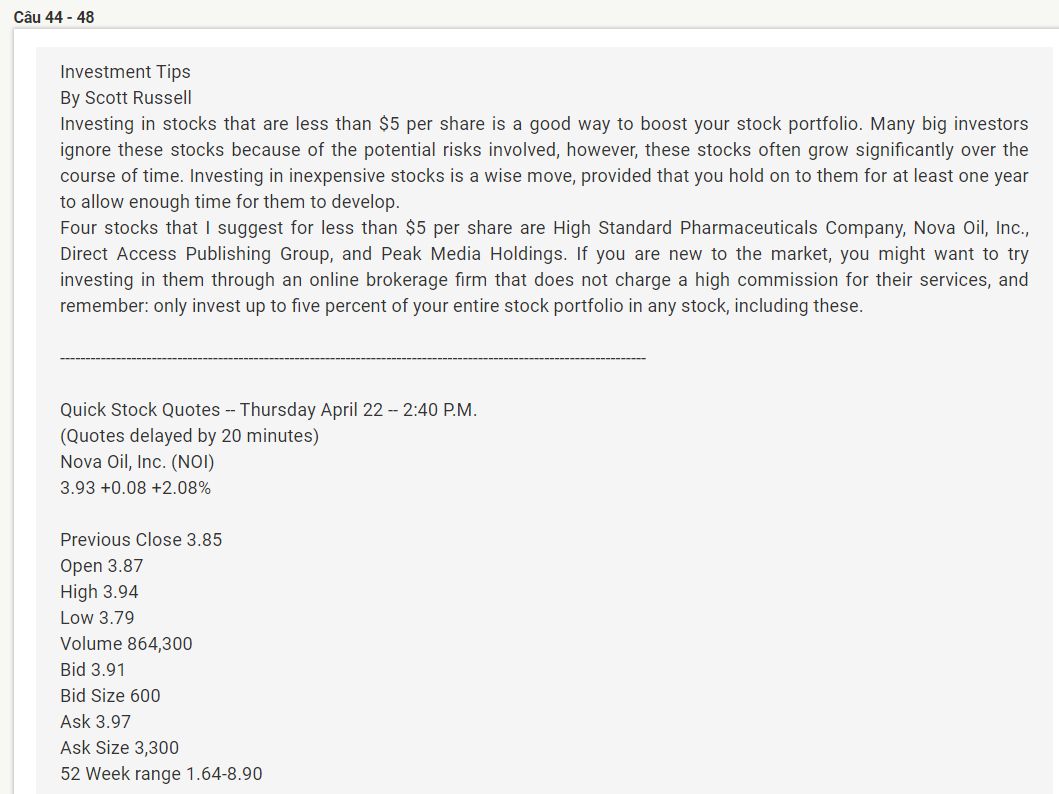 Câu 44 - 48
Investment Tips
By Scott Russell
Investing in stocks that are less than $5 per share is a good way to boost your stock portfolio. Many big investors
ignore these stocks because of the potential risks involved, however, these stocks often grow significantly over the
course of time. Investing in inexpensive stocks is a wise move, provided that you hold on to them for at least one year
to allow enough time for them to develop.
Four stocks that I suggest for less than $5 per share are High Standard Pharmaceuticals Company, Nova Oil, Inc.,
Direct Access Publishing Group, and Peak Media Holdings. If you are new to the market, you might want to try
investing in them through an online brokerage firm that does not charge a high commission for their services, and
remember: only invest up to five percent of your entire stock portfolio in any stock, including these.
--------------------------------------------------------------------------------------------------------------------
Quick Stock Quotes -- Thursday April 22 -- 2:40 P.M.
(Quotes delayed by 20 minutes)
Nova Oil, Inc. (NOI)
3.93 +0.08 +2.08%
Previous Close 3.85
Open 3.87
High 3.94
Low 3.79
Volume 864,300
Bid 3.91
Bid Size 600
Ask 3.97
Ask Size 3,300
52 Week range 1.64-8.90